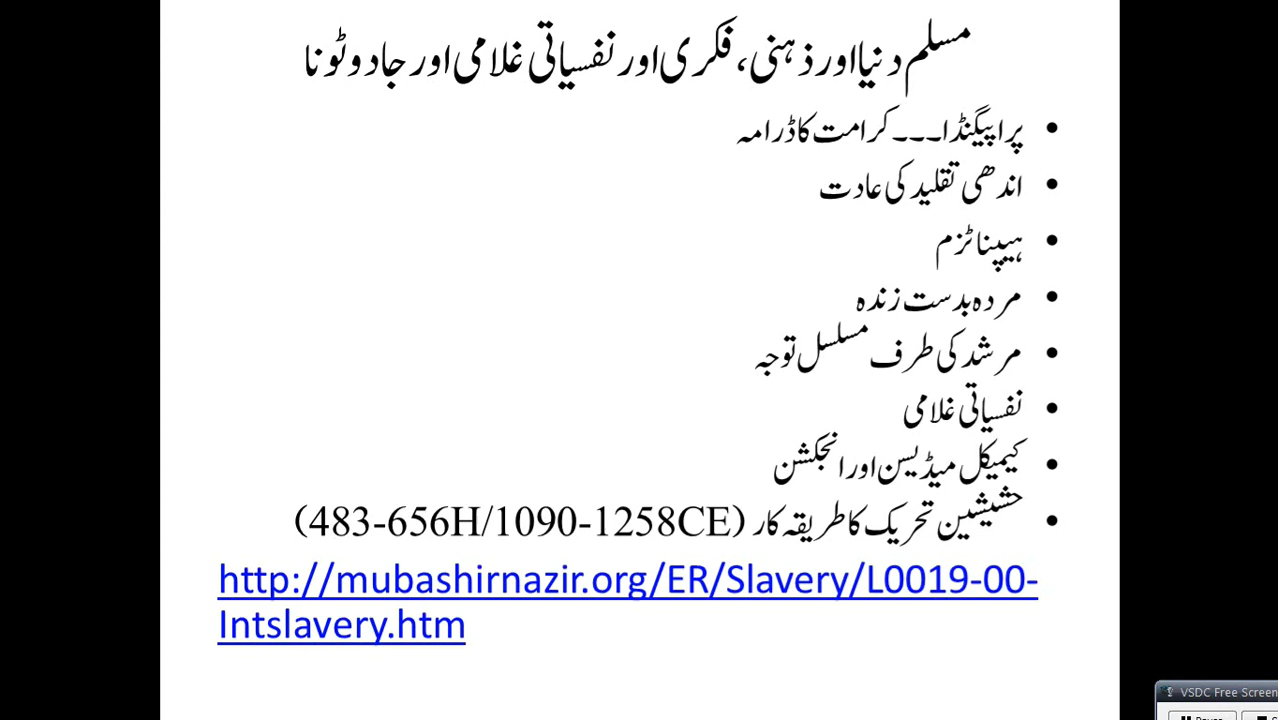 مسلم دنیا اور ذہنی، فکری اور نفسیاتی غلامی اور جادو ٹونا
• پراپیگنڈا۔۔۔ کرامت کا ڈرامہ
• اندھی تقلید کی عادت
• ہیپناٹزم
• مردہ بدست زندہ
• مرشد کی طرف مسلسل توجہ
• نفسیاتی غلامی
• کیمیکل میڈیسن اور انجکشن
• حشیشین تحریک کا طریقہ کار (483-656H/1090-1258CE)
http://mubashirnazir.org/ER/Slavery/L0019-00-
Intslavery.htm
VSDC Free Screen
Pause